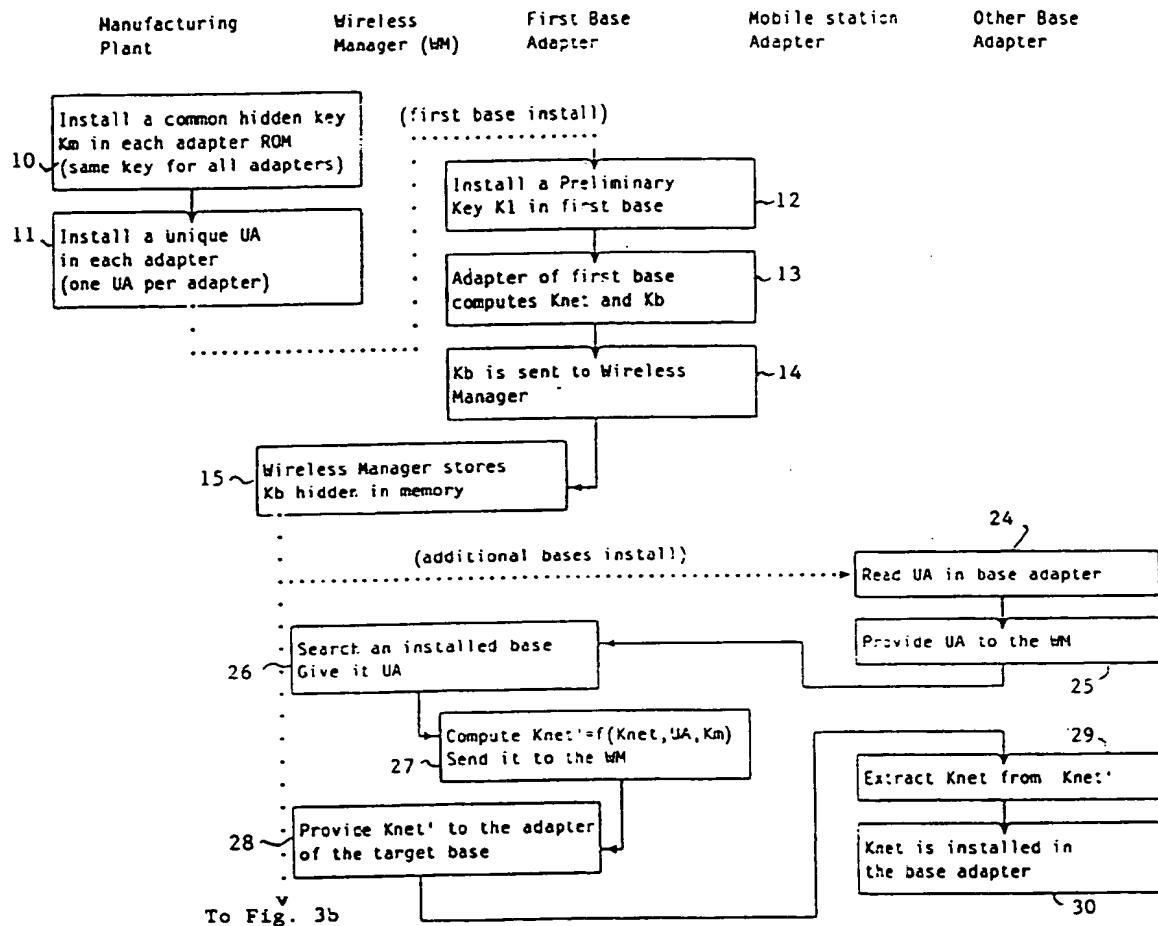 Manufacturing Plant
Wireless Manager (WM)
First Base Adapter
Mobile station Adapter
Other Base Adapter
10
Install a common hidden key
Km in each adapter ROM
(same key for all adapters)
11
Install a unique UA
in each adapter
(one UA per adapter)
(first base install)
Install a Preliminary
Key K1 in first base
12
Adapter of first base
computes Knet and Kb
13
Kb is sent to Wireless
Manager
14
15
Wireless Manager stores
Kb hidden in memory
(additional bases install)
24
Read UA in base adapter
Provide UA to the WM
25
26
Search an installed base
Give it UA
27
Compute Knet'=f(Knet,UA,Km)
Send it to the WM
28
Provide Knet' to the adapter
of the target base
29
Extract Knet from Knet'
Knet is installed in
the base adapter
30
To Fig. 3b